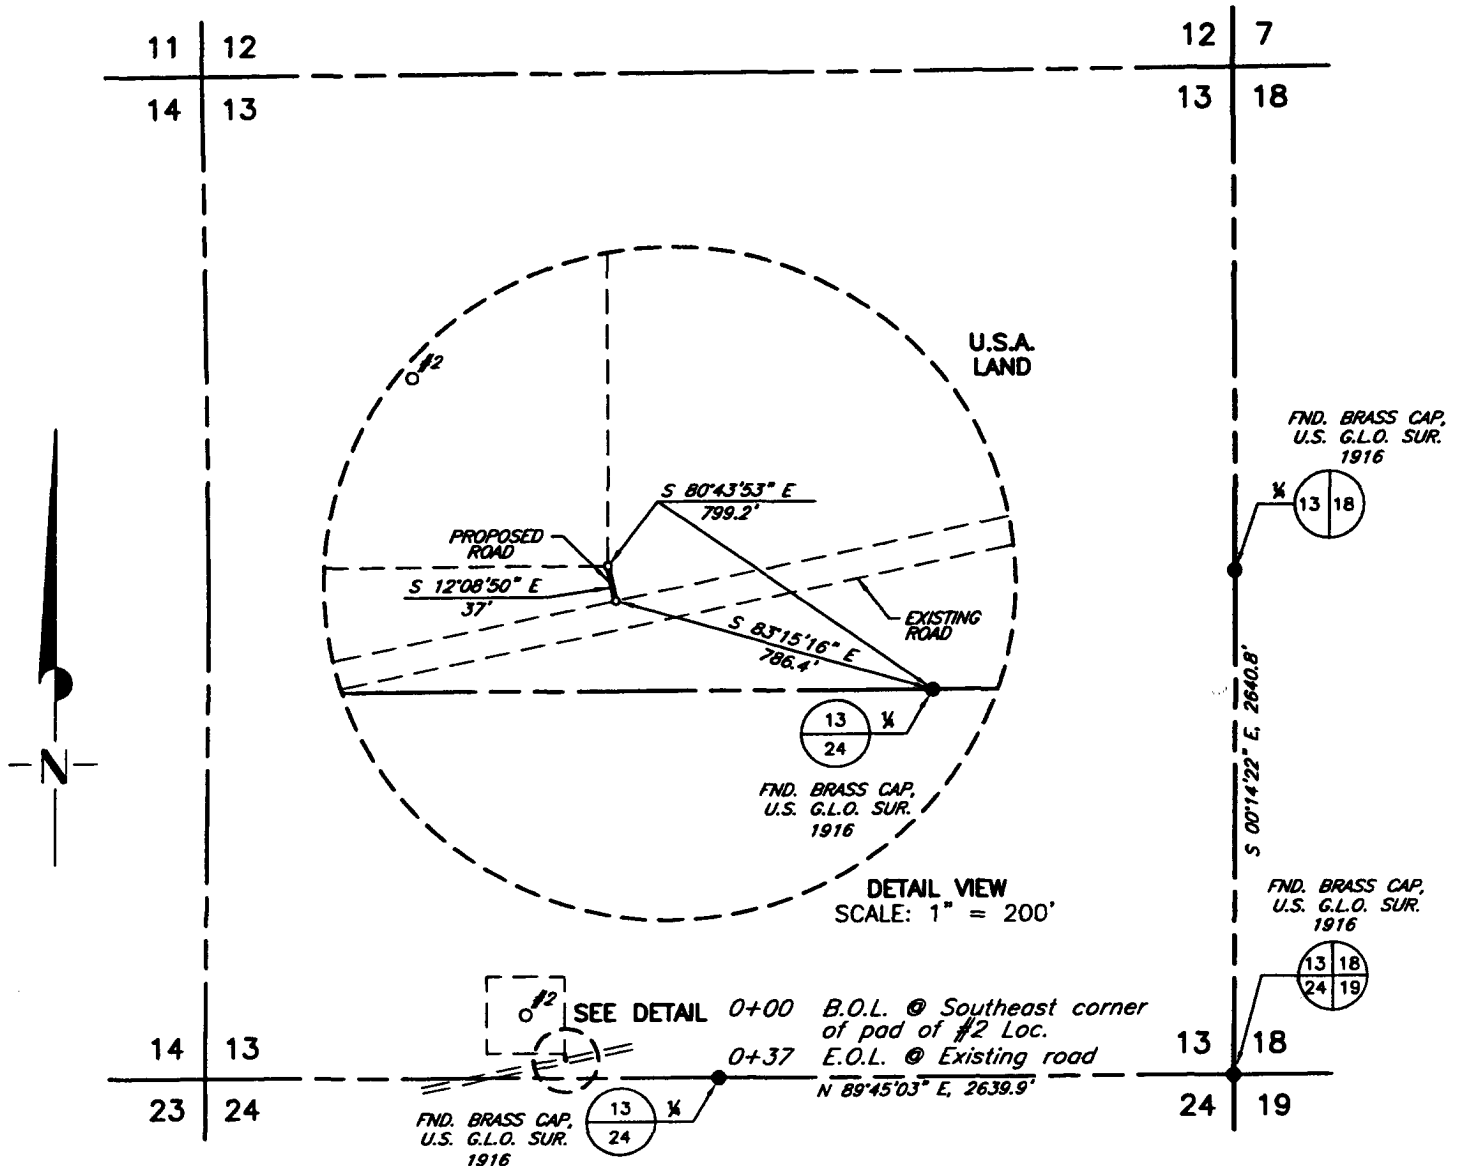 11 12
12 7
14 13
13 18
#2
U.S.A.
LAND
FND. BRASS CAP,
U.S. G.L.O. SUR.
1916
1/4
13 18
S 80°43'53" E
799.2'
PROPOSED
ROAD
S 12°08'50" E
37'
EXISTING
ROAD
S 83°15'16" E
786.4'
13 1/4
24
FND. BRASS CAP,
U.S. G.L.O. SUR.
1916
N
S 00°14'22" E, 2640.8'
DETAIL VIEW
SCALE: 1" = 200'
FND. BRASS CAP,
U.S. G.L.O. SUR.
1916
13 18
24 19
#2
SEE DETAIL 0+00 B.O.L. @ Southeast corner
of pad of #2 Loc.
0+37 E.O.L. @ Existing road
N 89°45'03" E, 2639.9'
14 13
13 18
23 24
24 19
FND. BRASS CAP,
U.S. G.L.O. SUR.
1916
13 1/4
24